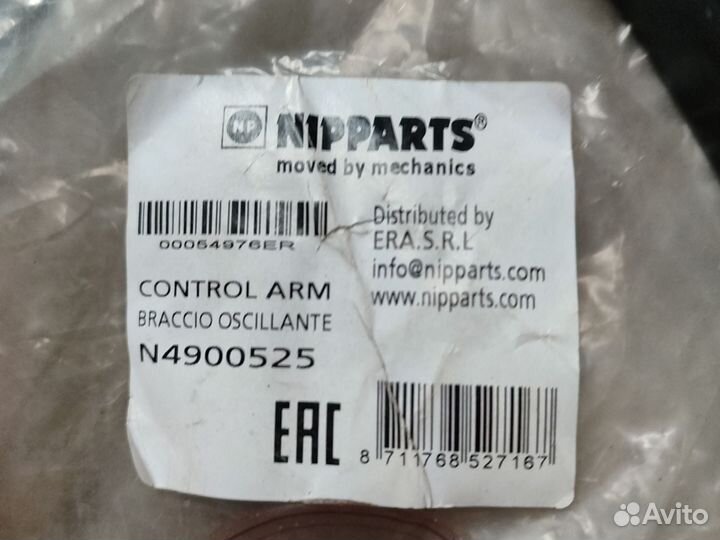 NIPPARTS®
moved by mechanics
00054976ER
Distributed by
ERA.S.R.L
info@nipparts.com
www.nipparts.com
CONTROL ARM
BRACCIO OSCILLANTE
N4900525
EAC
8 711768 527167
Avito